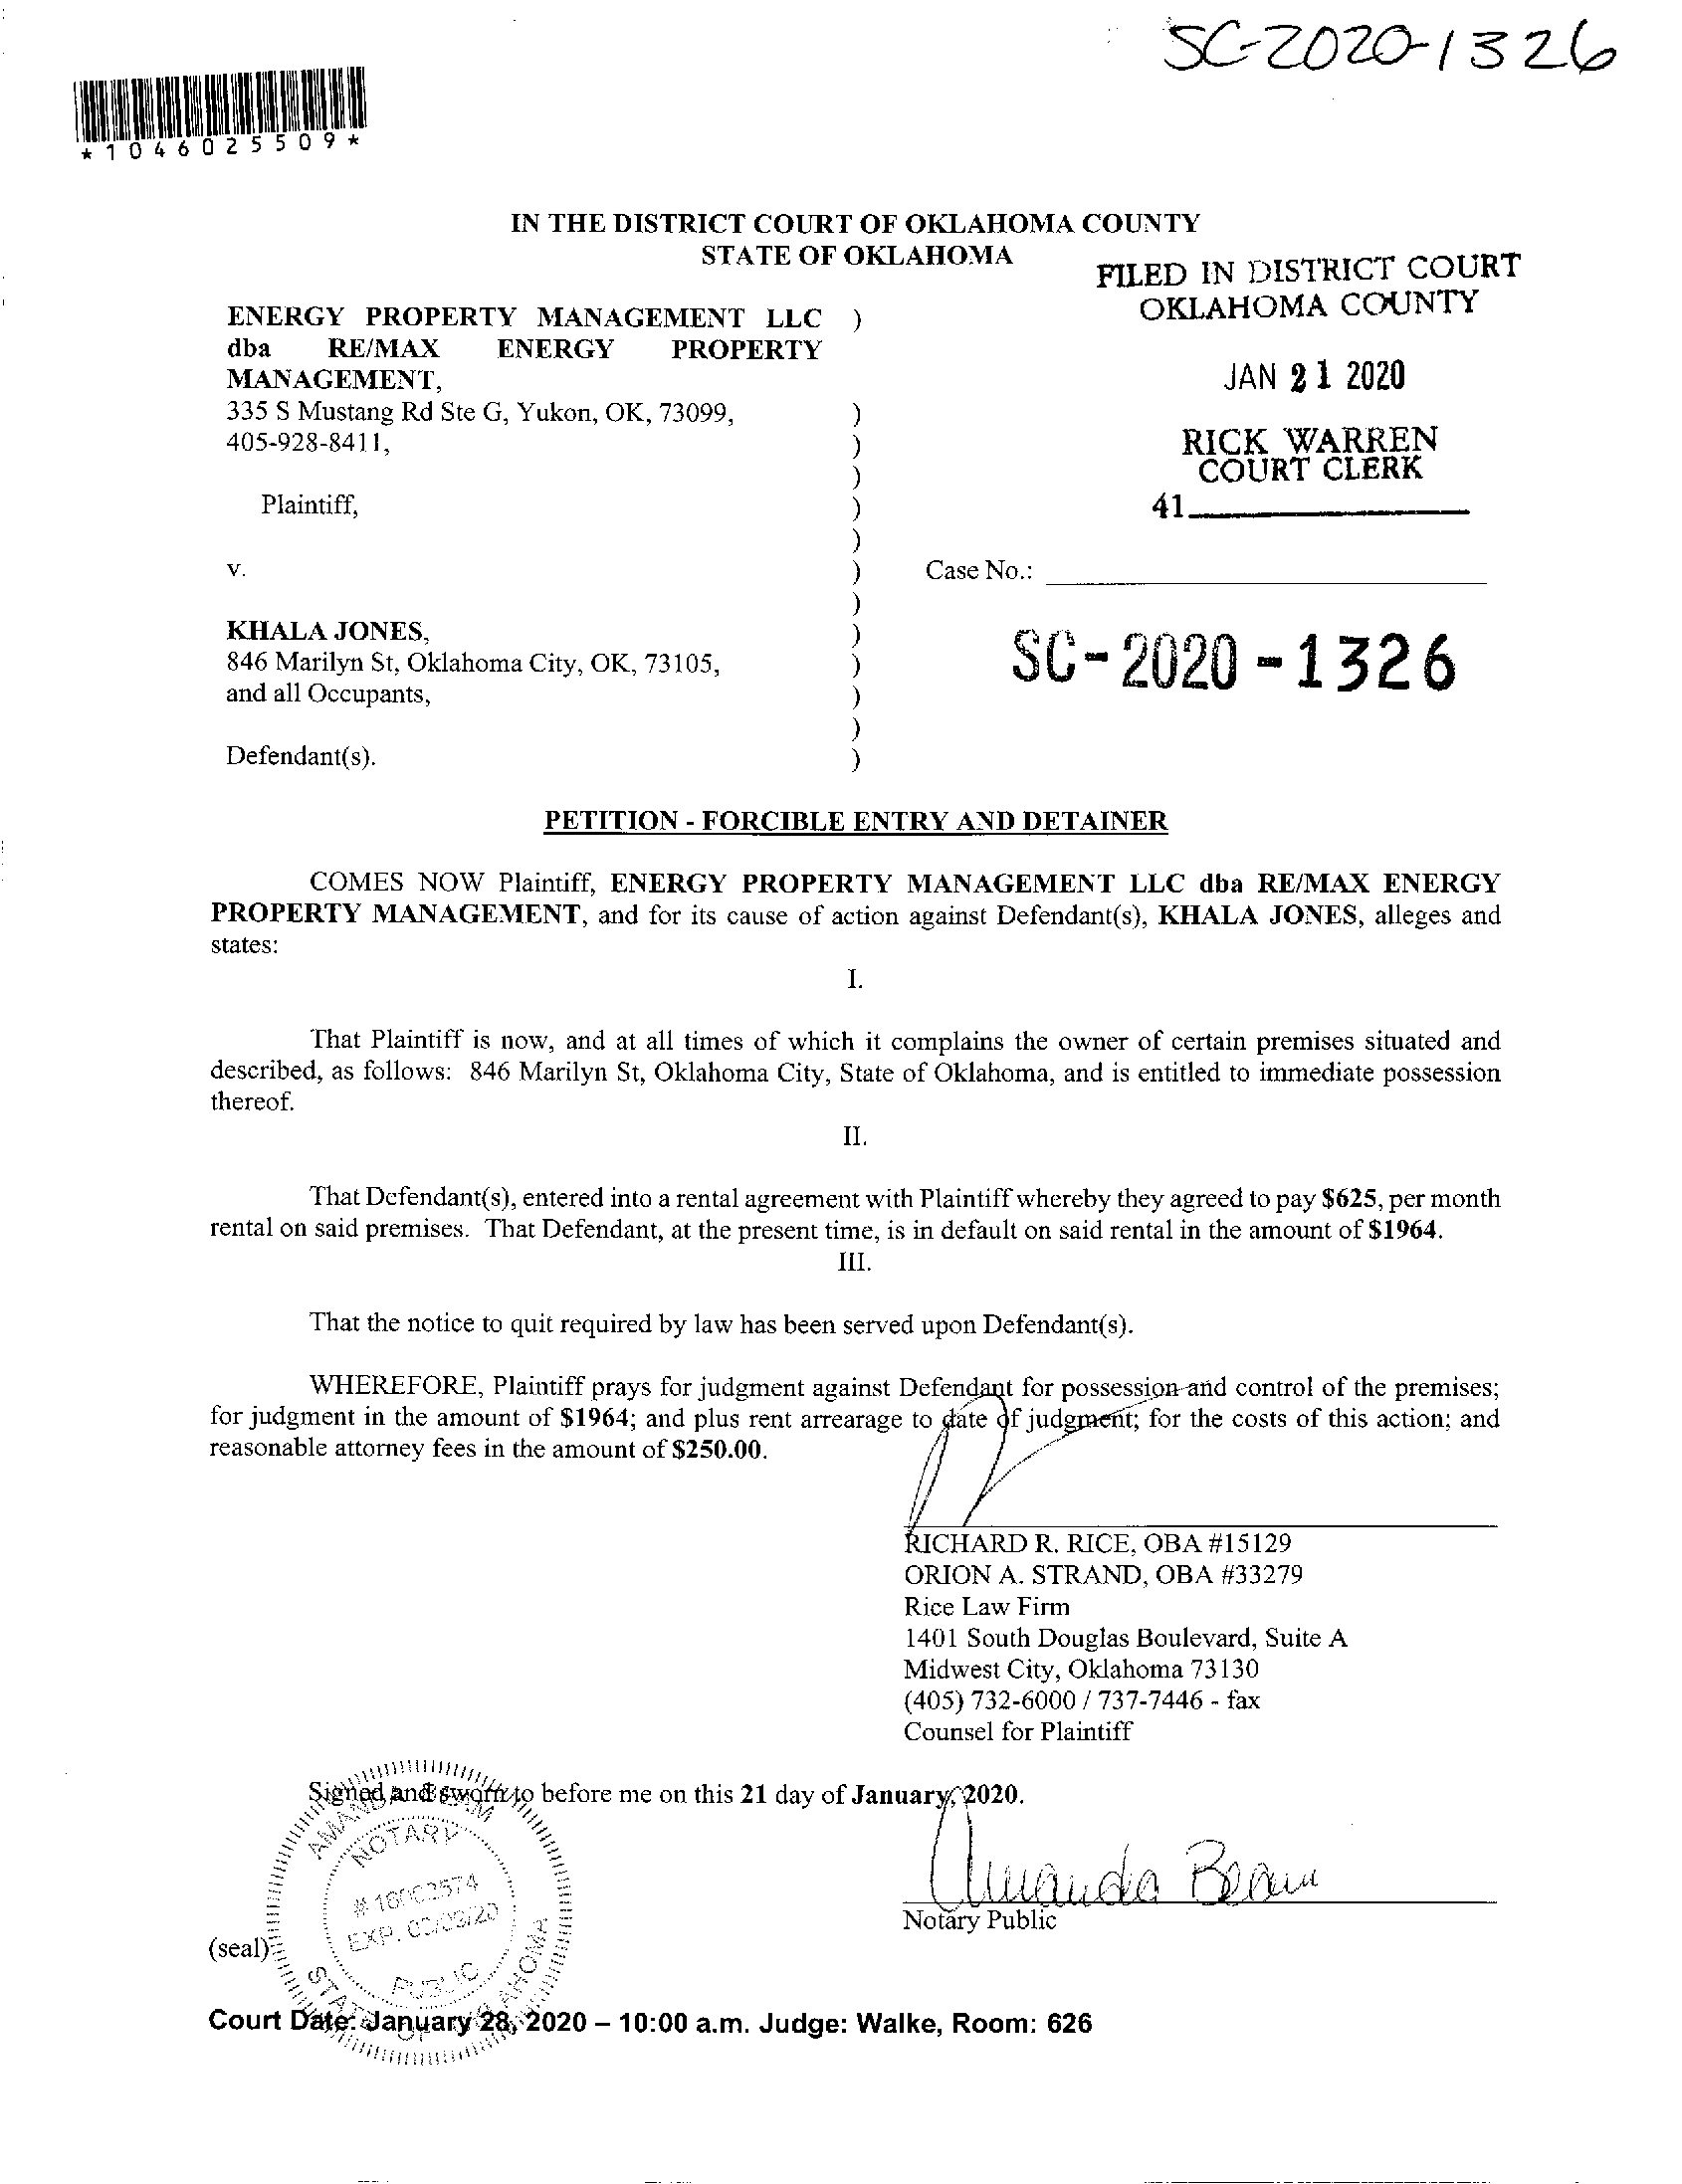 SC-2020-1326
*1046025509*
IN THE DISTRICT COURT OF OKLAHOMA COUNTY
STATE OF OKLAHOMA
FILED IN DISTRICT COURT
OKLAHOMA COUNTY
JAN 21 2020
RICK WARREN
COURT CLERK
41
ENERGY PROPERTY MANAGEMENT LLC )
dba RE/MAX ENERGY PROPERTY
MANAGEMENT,
335 S Mustang Rd Ste G, Yukon, OK, 73099, )
405-928-8411, )
)
Plaintiff, )
)
v. ) Case No.:
)
KHALA JONES, )
846 Marilyn St, Oklahoma City, OK, 73105, )
and all Occupants, )
)
Defendant(s). )
SC-2020-1326
PETITION - FORCIBLE ENTRY AND DETAINER
COMES NOW Plaintiff, ENERGY PROPERTY MANAGEMENT LLC dba RE/MAX ENERGY
PROPERTY MANAGEMENT, and for its cause of action against Defendant(s), KHALA JONES, alleges and
states:
I.
That Plaintiff is now, and at all times of which it complains the owner of certain premises situated and
described, as follows: 846 Marilyn St, Oklahoma City, State of Oklahoma, and is entitled to immediate possession
thereof.
II.
That Defendant(s), entered into a rental agreement with Plaintiff whereby they agreed to pay $625, per month
rental on said premises. That Defendant, at the present time, is in default on said rental in the amount of $1964.
III.
That the notice to quit required by law has been served upon Defendant(s).
WHEREFORE, Plaintiff prays for judgment against Defendant for possession and control of the premises;
for judgment in the amount of $1964; and plus rent arrearage to date of judgment; for the costs of this action; and
reasonable attorney fees in the amount of $250.00.
RICHARD R. RICE, OBA #15129
ORION A. STRAND, OBA #33279
Rice Law Firm
1401 South Douglas Boulevard, Suite A
Midwest City, Oklahoma 73130
(405) 732-6000 / 737-7446 - fax
Counsel for Plaintiff
Signed and sworn to before me on this 21 day of January, 2020.
AMANDA BEAM
NOTARY
EXP.
PUBLIC
STATE OF OKLAHOMA
Amanda Beam
Notary Public
(seal)
Court Date: January 28, 2020 – 10:00 a.m. Judge: Walke, Room: 626